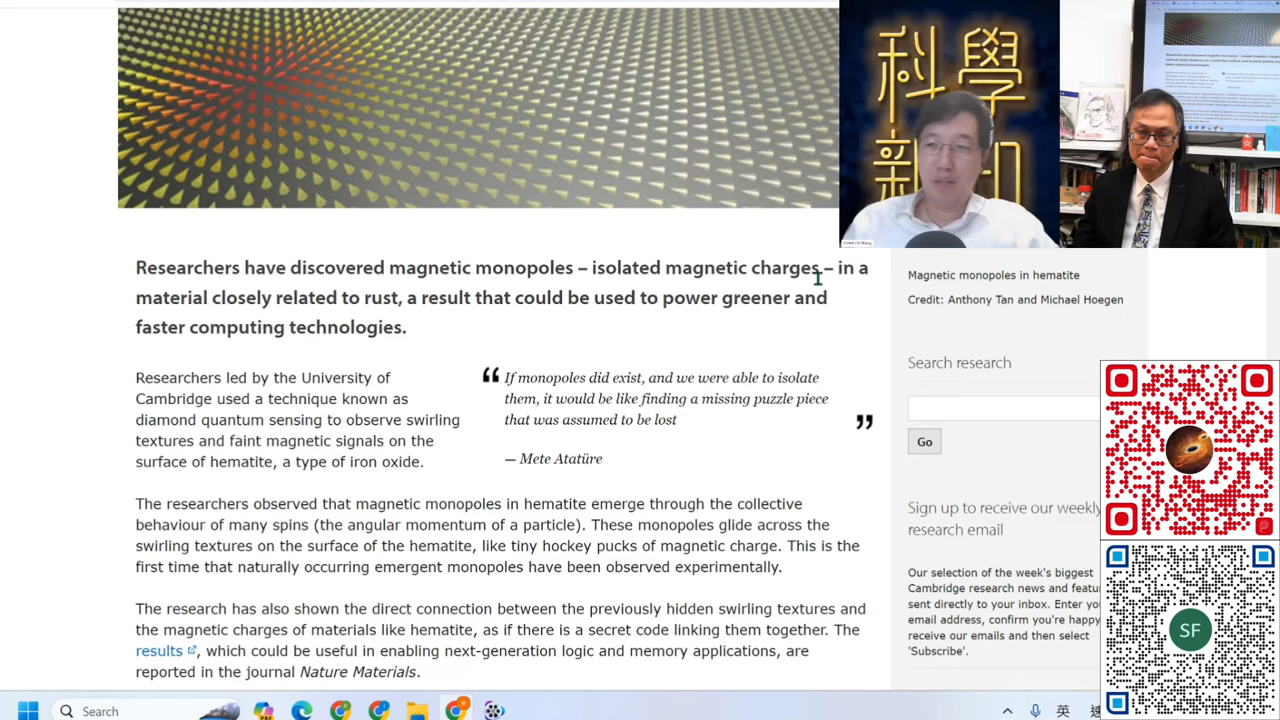 科學
新知
Researchers have discovered magnetic monopoles – isolated magnetic charges – in a
material closely related to rust, a result that could be used to power greener and
faster computing technologies.
Researchers led by the University of
Cambridge used a technique known as
diamond quantum sensing to observe swirling
textures and faint magnetic signals on the
surface of hematite, a type of iron oxide.
“ If monopoles did exist, and we were able to isolate
them, it would be like finding a missing puzzle piece
that was assumed to be lost ”
— Mete Atatüre
The researchers observed that magnetic monopoles in hematite emerge through the collective
behaviour of many spins (the angular momentum of a particle). These monopoles glide across the
swirling textures on the surface of the hematite, like tiny hockey pucks of magnetic charge. This is the
first time that naturally occurring emergent monopoles have been observed experimentally.
The research has also shown the direct connection between the previously hidden swirling textures and
the magnetic charges of materials like hematite, as if there is a secret code linking them together. The
results, which could be useful in enabling next-generation logic and memory applications, are
reported in the journal Nature Materials.
Magnetic monopoles in hematite
Credit: Anthony Tan and Michael Hoegen
Search research
Go
Sign up to receive our weekly
research email
Our selection of the week's biggest
Cambridge research news and featu
sent directly to your inbox. Enter you
email address, confirm you're happy
receive our emails and then select
'Subscribe'.
SF
Search
英
速